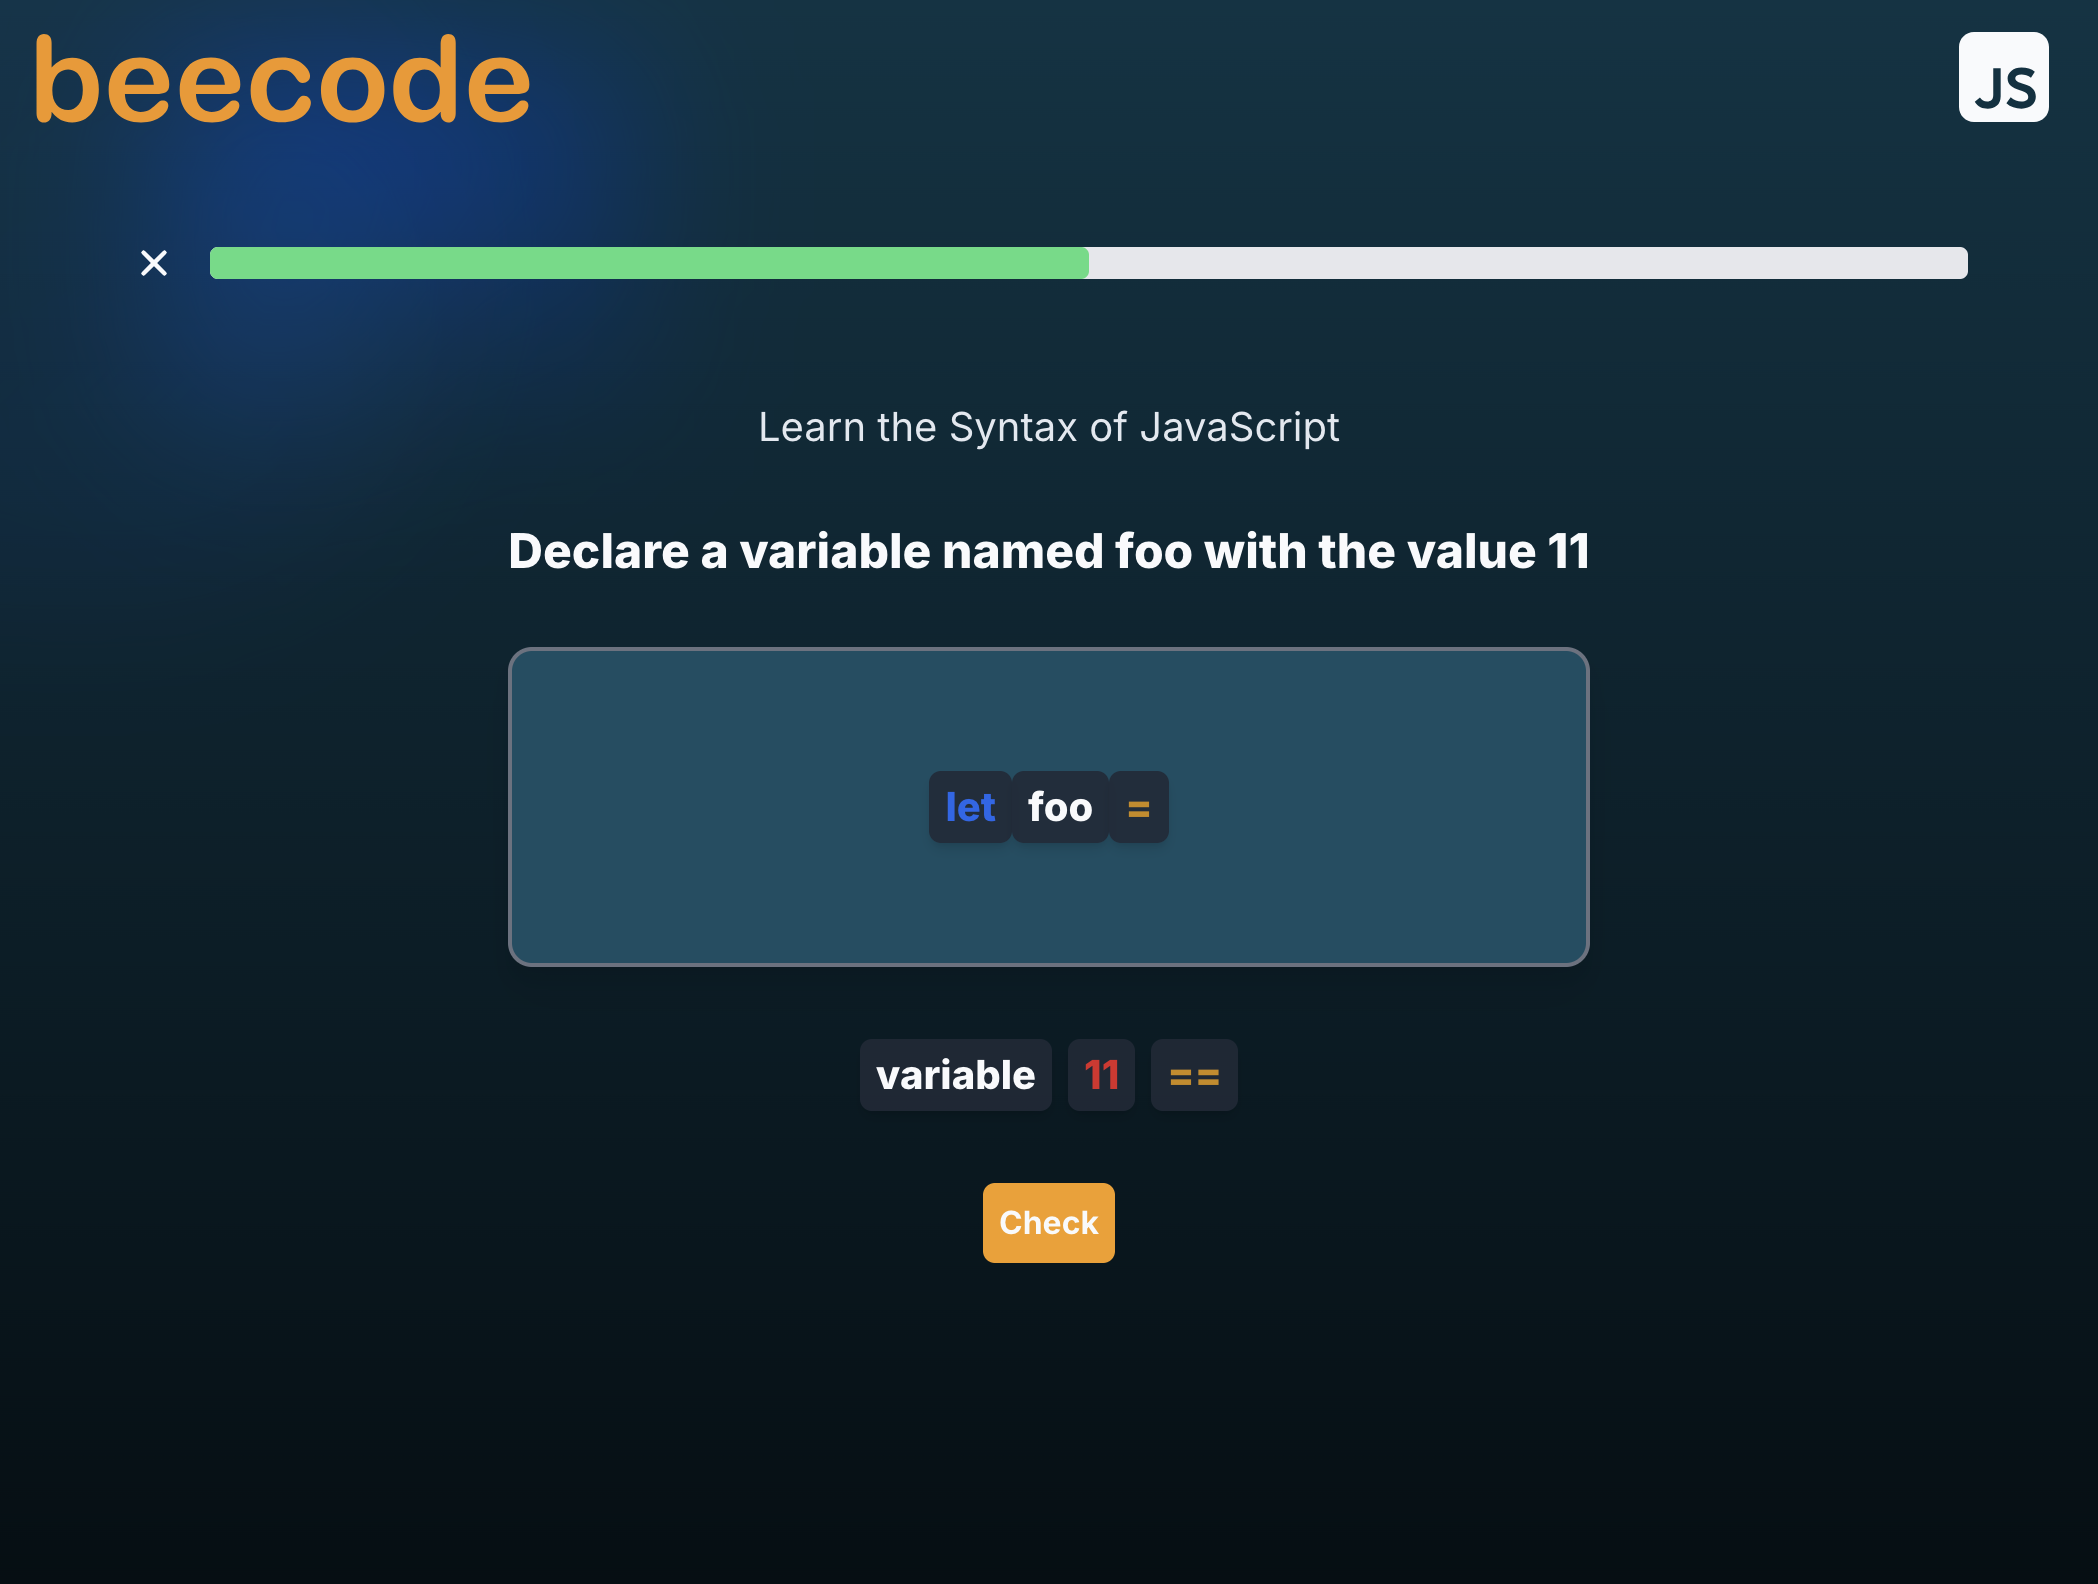 beecode
JS
Learn the Syntax of JavaScript
Declare a variable named foo with the value 11
let foo =
variable 11 ==
Check